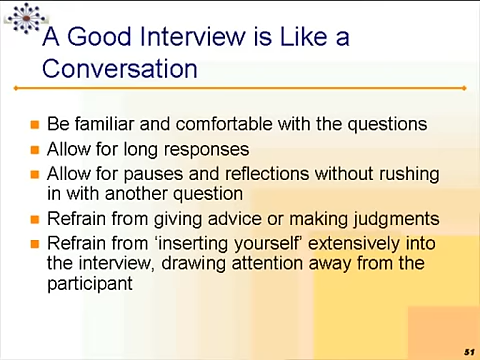 A Good Interview is Like a
Conversation
Be familiar and comfortable with the questions
Allow for long responses
Allow for pauses and reflections without rushing
in with another question
Refrain from giving advice or making judgments
Refrain from ‘inserting yourself’ extensively into
the interview, drawing attention away from the
participant
51